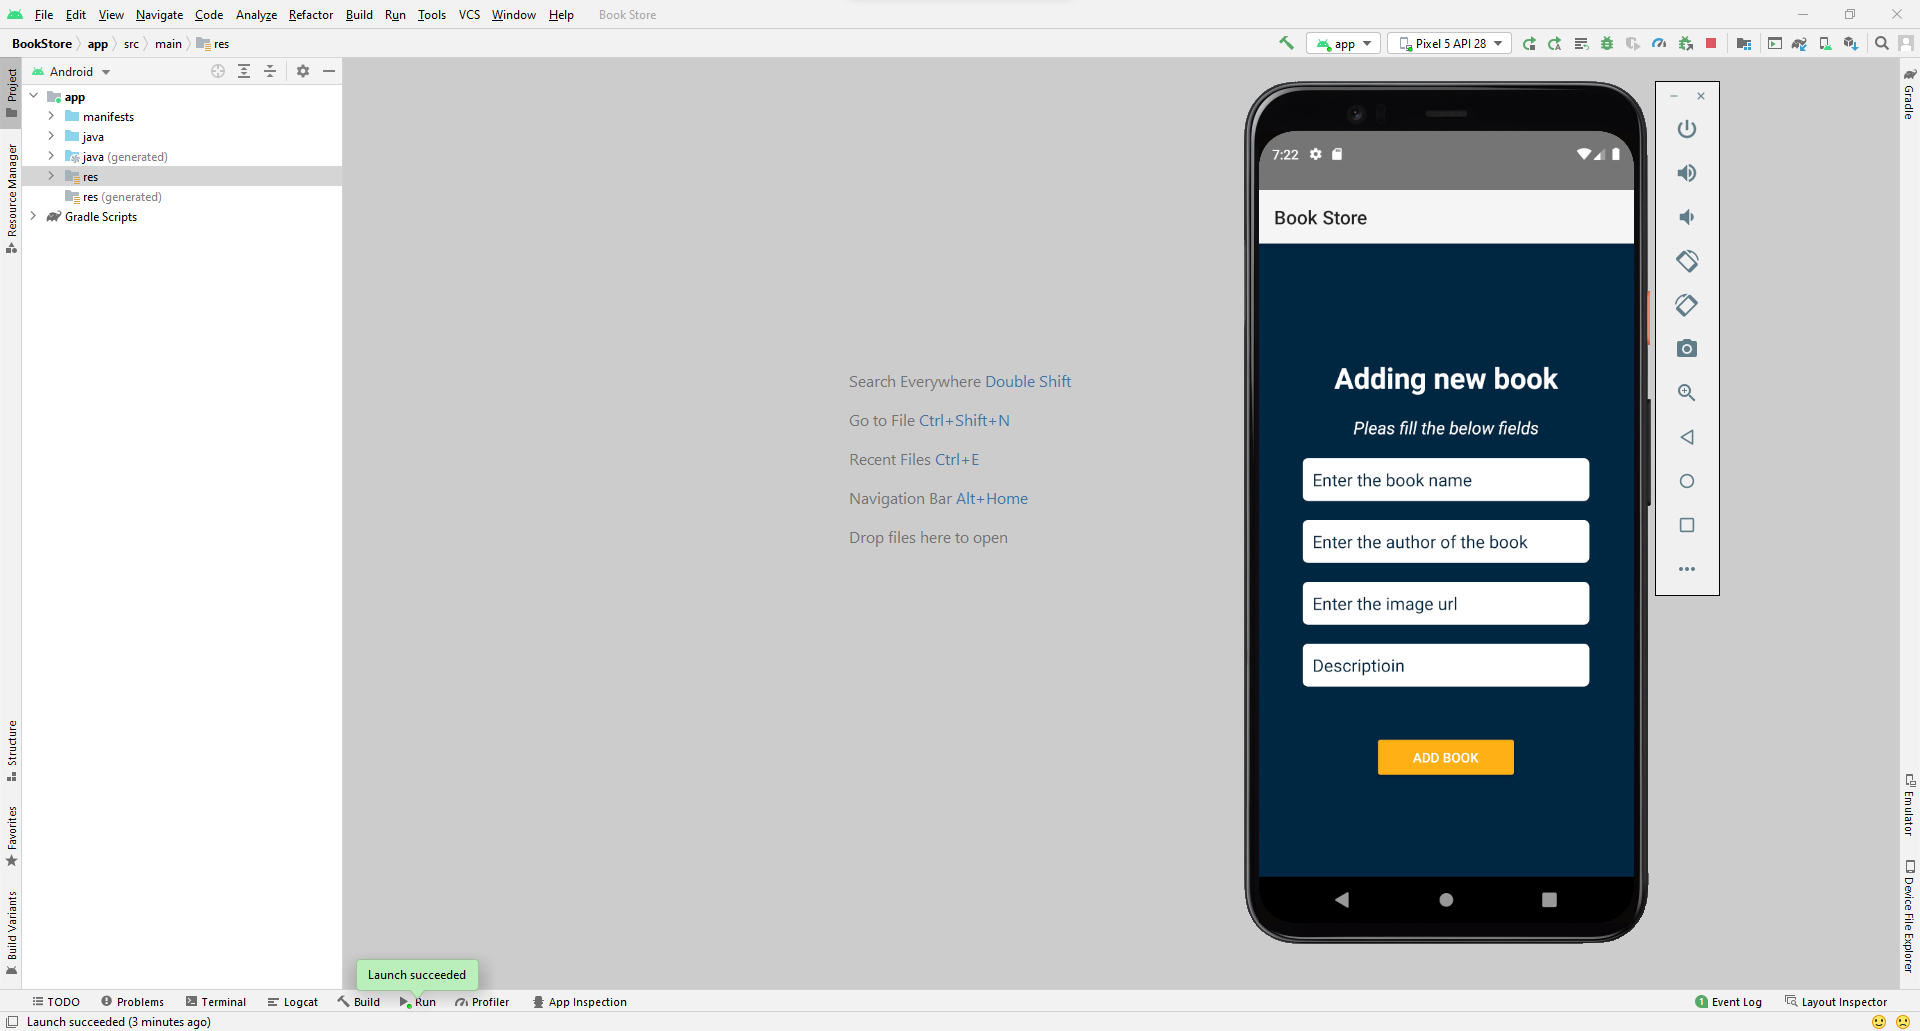 File Edit View Navigate Code Analyze Refactor Build Run Tools VCS Window Help Book Store
BookStore app src main res
app
Pixel 5 API 28
Project
Android
app
manifests
java
java (generated)
res
res (generated)
Gradle Scripts
Resource Manager
Structure
Favorites
Build Variants
Search Everywhere Double Shift
Go to File Ctrl+Shift+N
Recent Files Ctrl+E
Navigation Bar Alt+Home
Drop files here to open
7:22
Book Store
Adding new book
Pleas fill the below fields
Enter the book name
Enter the author of the book
Enter the image url
Descriptioin
ADD BOOK
Gradle
Emulator
Device File Explorer
Launch succeeded
TODO Problems Terminal Logcat Build Run Profiler App Inspection
1 Event Log Layout Inspector
Launch succeeded (3 minutes ago)